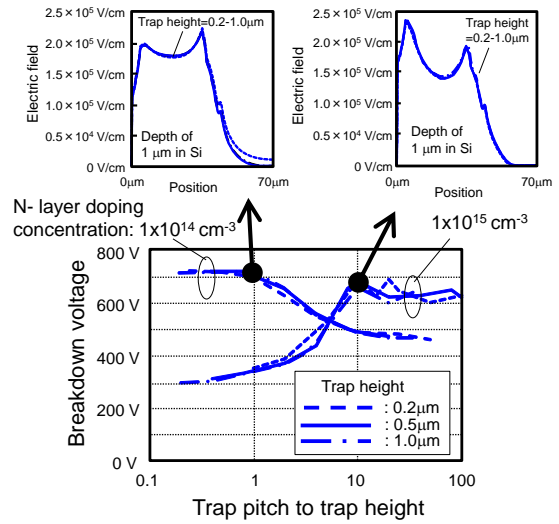 2.5 × 10⁵ V/cm
2.0 × 10⁵ V/cm
1.5 × 10⁵ V/cm
1.0 × 10⁵ V/cm
0.5 × 10⁴ V/cm
0 V/cm
Electric field
Trap height=0.2-1.0μm
Depth of
1 μm in Si
0μm
70μm
Position
2.5 × 10⁵ V/cm
2.0 × 10⁵ V/cm
1.5 × 10⁵ V/cm
1.0 × 10⁵ V/cm
0.5 × 10⁴ V/cm
0 V/cm
Electric field
Trap height
=0.2-1.0μm
Depth of
1 μm in Si
0μm
70μm
Position
N- layer doping
concentration: 1x10¹⁴ cm⁻³
1x10¹⁵ cm⁻³
800 V
600 V
400 V
200 V
0 V
Breakdown voltage
Trap height
: 0.2μm
: 0.5μm
: 1.0μm
0.1
1
10
100
Trap pitch to trap height